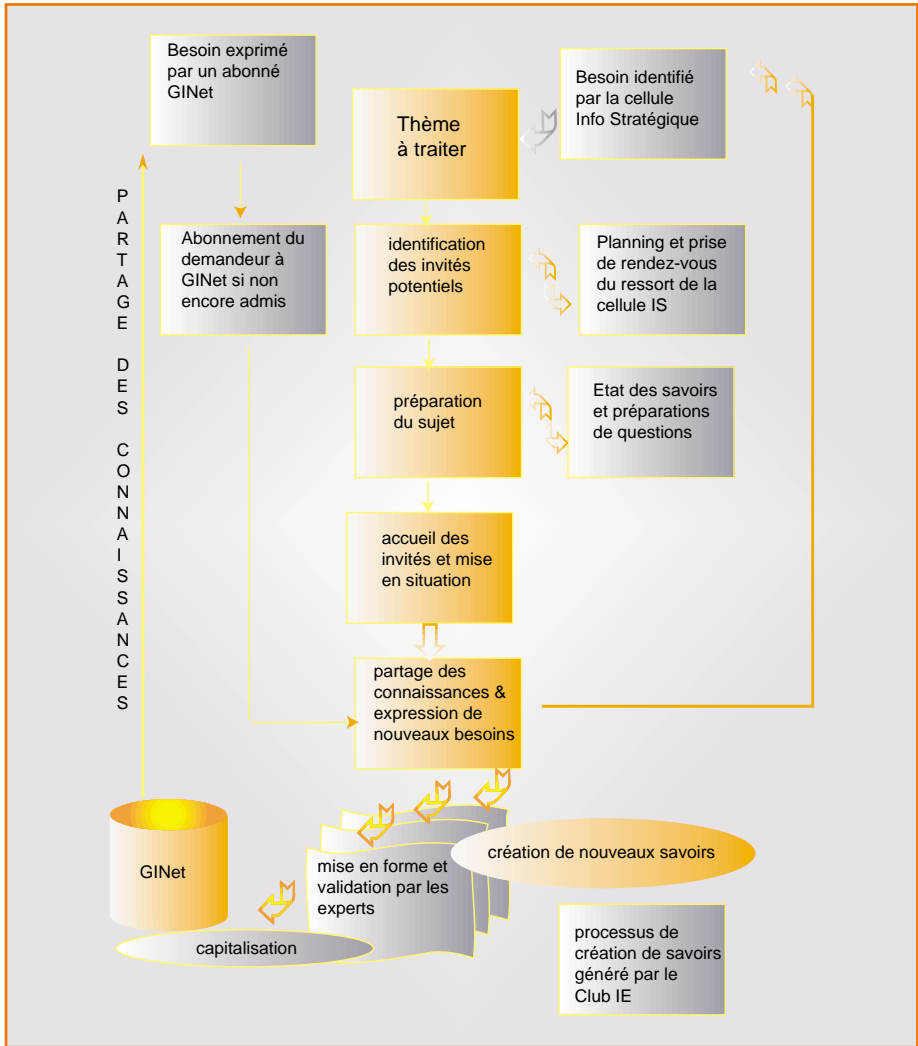 Besoin exprimé
par un abonné
GINet
Thème
à traiter
Besoin identifié
par la cellule
Info Stratégique
PARTAGE DES CONNAISSANCES
Abonnement du
demandeur à
GINet si non
encore admis
identification
des invités
potentiels
Planning et prise
de rendez-vous
du ressort de la
cellule IS
préparation
du sujet
Etat des savoirs
et préparations
de questions
accueil des
invités et mise
en situation
partage des
connaissances &
expression de
nouveaux besoins
GINet
mise en forme et
validation par les
experts
création de nouveaux savoirs
capitalisation
processus de
création de savoirs
généré par le
Club IE